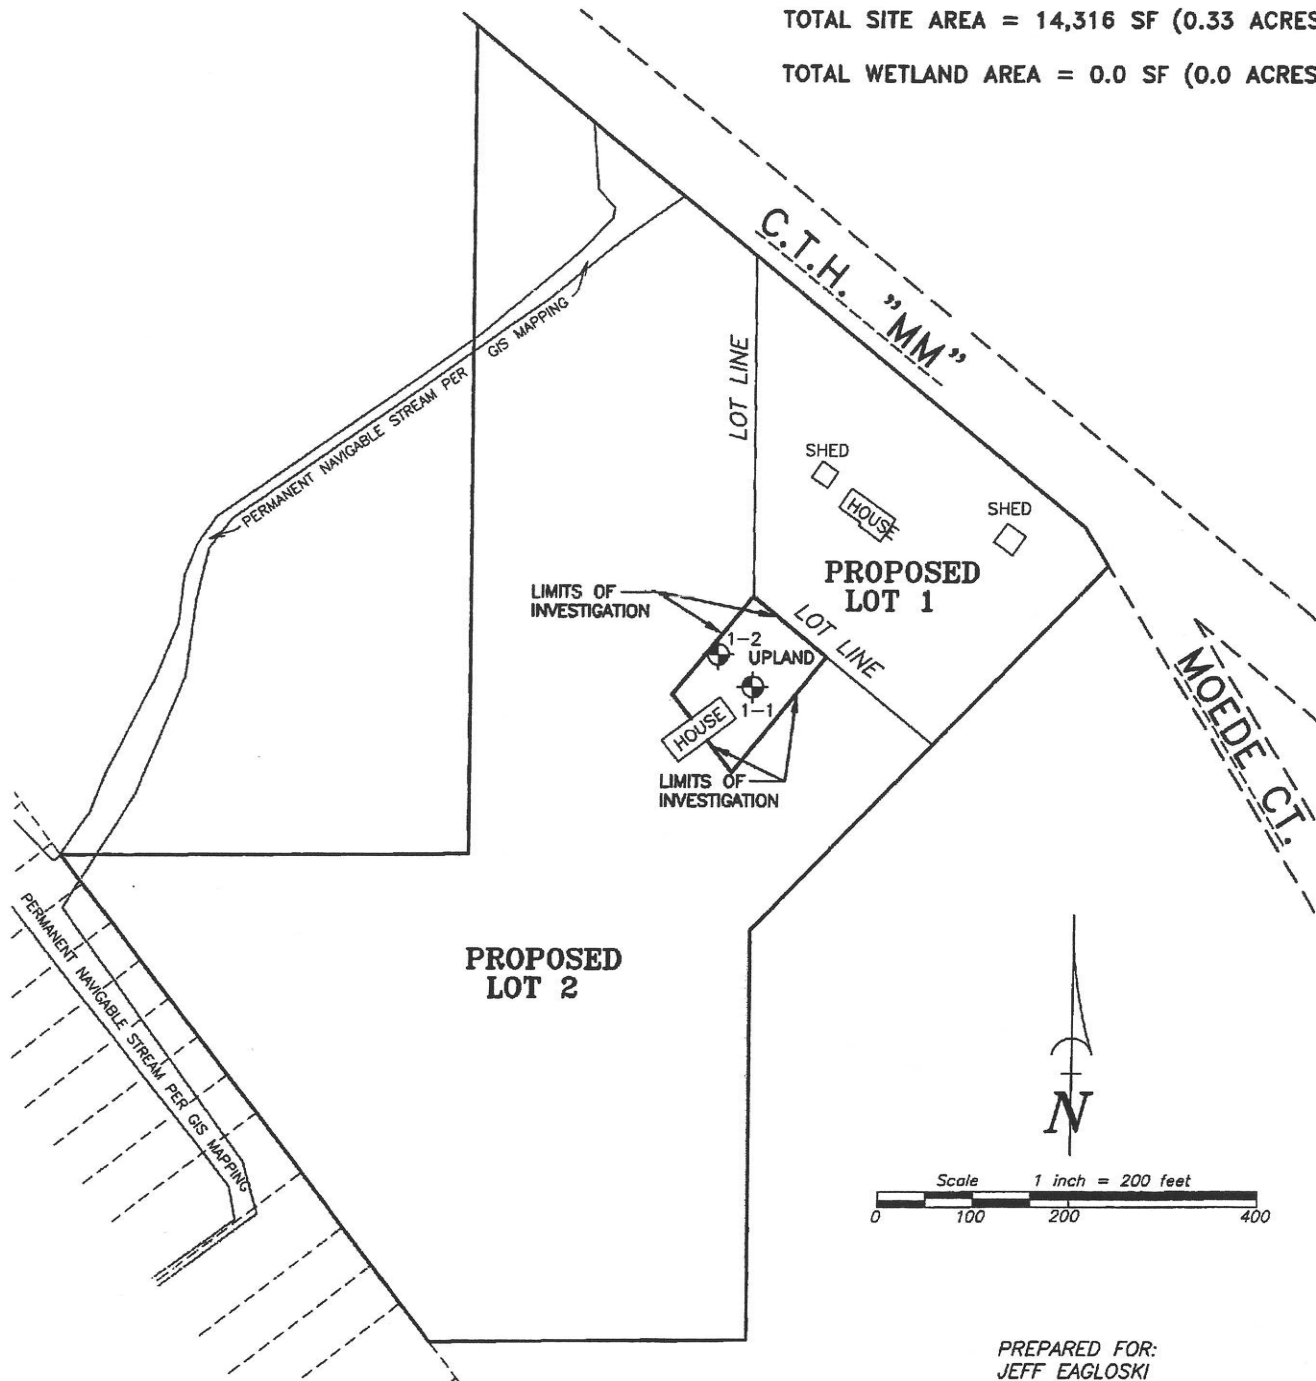 TOTAL SITE AREA = 14,316 SF (0.33 ACRES
TOTAL WETLAND AREA = 0.0 SF (0.0 ACRES
C.T.H. "MM"
PERMANENT NAVIGABLE STREAM PER GIS MAPPING
LOT LINE
SHED
HOUSE
SHED
PROPOSED
LOT 1
LIMITS OF
INVESTIGATION
LOT LINE
1-2
UPLAND
1-1
HOUSE
LIMITS OF
INVESTIGATION
MOEDE CT.
PERMANENT NAVIGABLE STREAM PER GIS MAPPING
PROPOSED
LOT 2
N
Scale 1 inch = 200 feet
0 100 200 400
PREPARED FOR:
JEFF EAGLOSKI